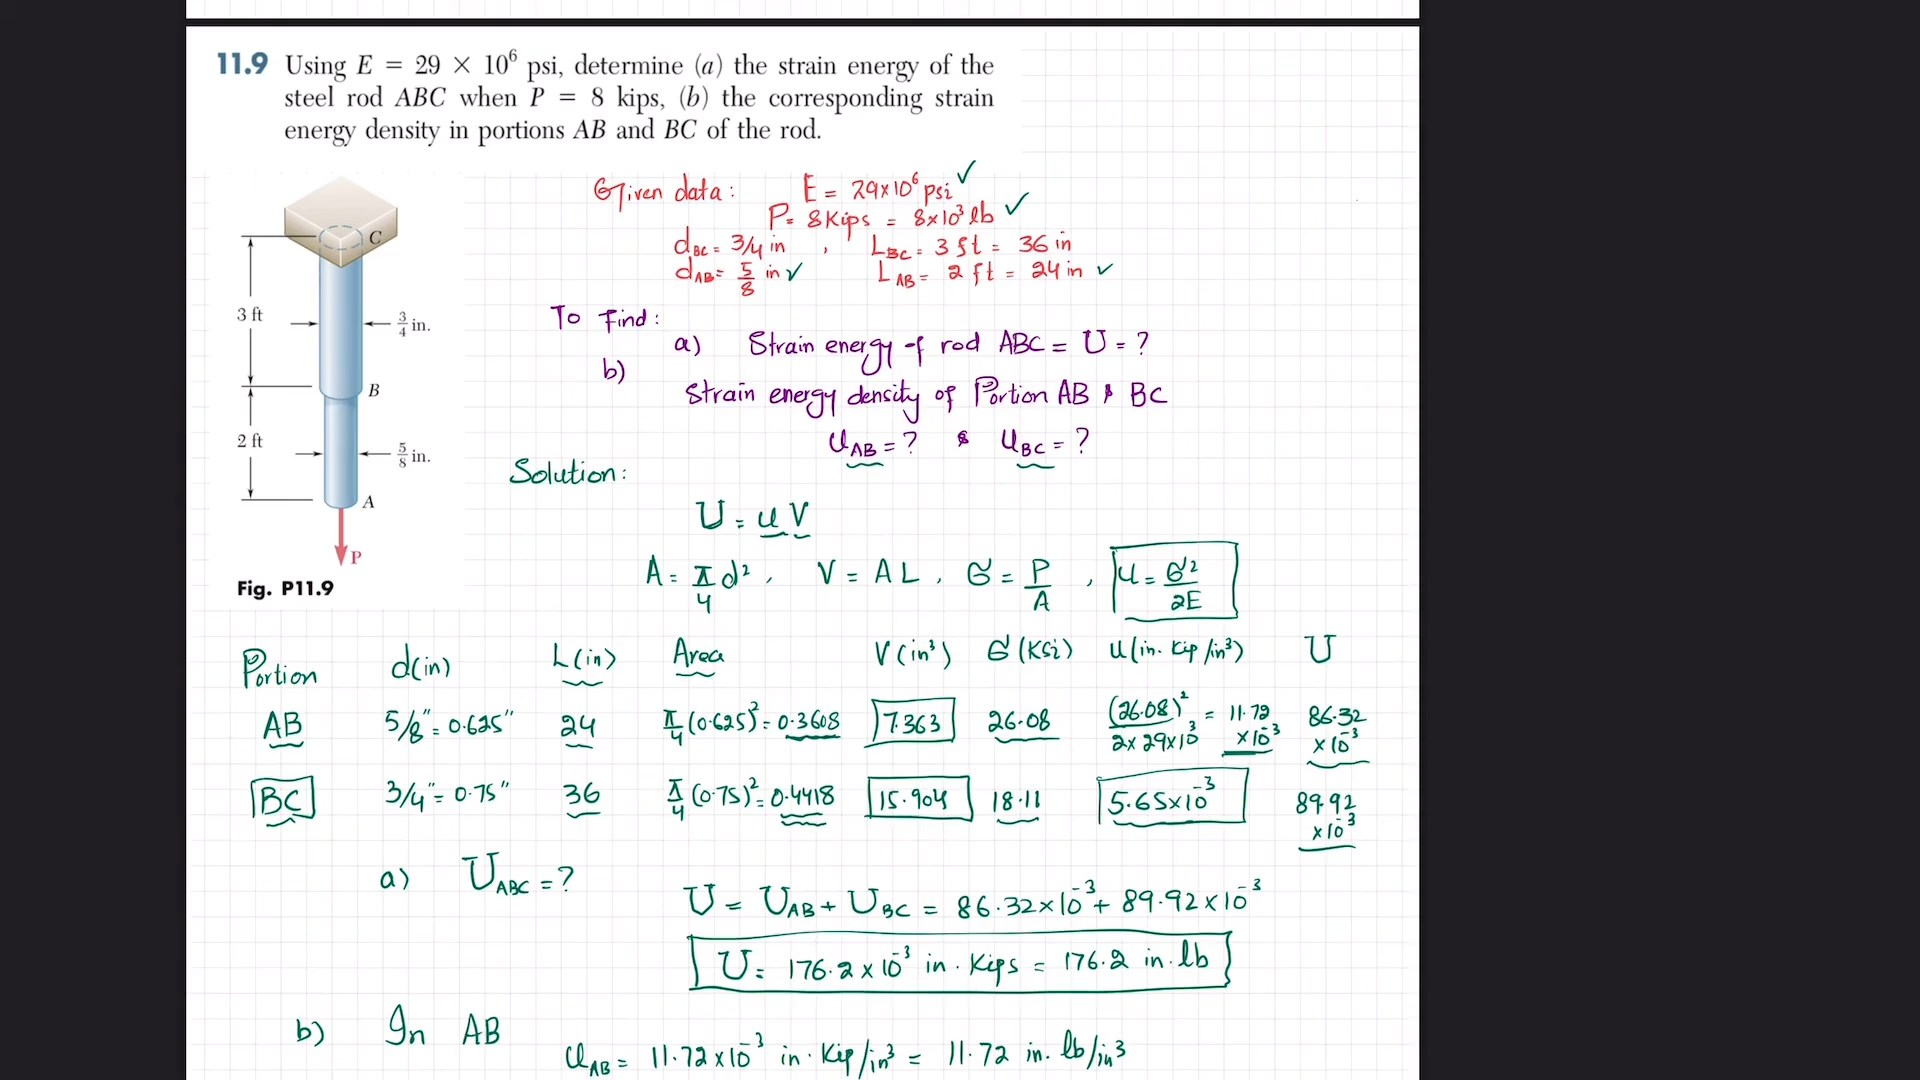 11.9 Using E = 29 × 10⁶ psi, determine (a) the strain energy of the
steel rod ABC when P = 8 kips, (b) the corresponding strain
energy density in portions AB and BC of the rod.
Given data: E = 29×10⁶ psi ✓
P = 8 Kips = 8×10³ lb ✓
d_BC = 3/4 in , L_BC = 3 ft = 36 in
d_AB = 5/8 in ✓ L_AB = 2 ft = 24 in ✓
C
3 ft
3/4 in.
B
2 ft
5/8 in.
A
P
Fig. P11.9
To Find:
a) Strain energy of rod ABC = U = ?
b)
Strain energy density of Portion AB & BC
u_AB = ? & u_BC = ?
Solution:
U = u V
A = π/4 d² , V = A L , σ = P/A , u = σ²/2E
Portion d(in) L(in) Area V(in³) σ(Ksi) u(in. Kip/in³) U
AB 5/8" = 0.625" 24 π/4 (0.625)² = 0.3608 7.363 26.08 (26.08)²/2×29×10³ = 11.72 ×10⁻³ 86.32 ×10⁻³
BC 3/4" = 0.75" 36 π/4 (0.75)² = 0.4418 15.904 18.11 5.65×10⁻³ 89.92 ×10⁻³
a) U_ABC = ?
U = U_AB + U_BC = 86.32×10⁻³ + 89.92×10⁻³
U = 176.2×10⁻³ in. Kips = 176.2 in. lb
b) In AB
u_AB = 11.72×10⁻³ in. Kip/in³ = 11.72 in. lb/in³